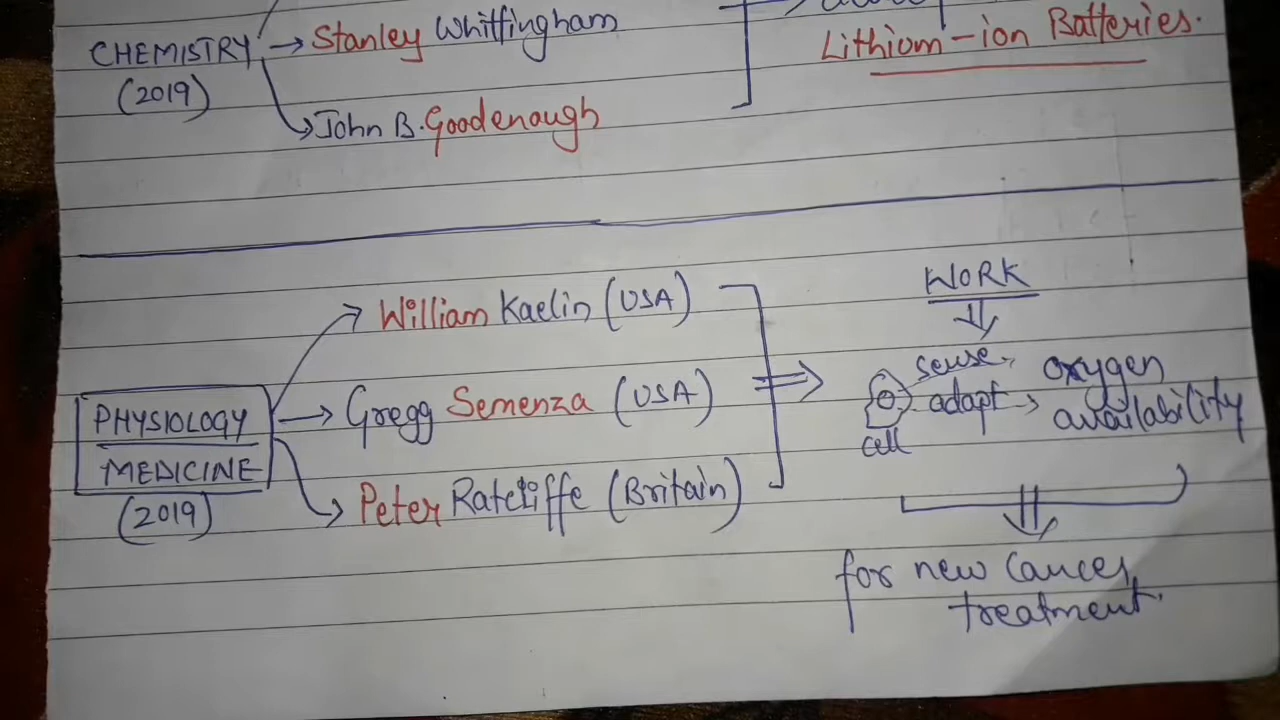 CHEMISTRY → Stanley Whittingham
(2019)
John B. Goodenough
Lithium-ion Batteries.
WORK
William Kaelin (USA)
PHYSIOLOGY → Gregg Semenza (USA)
MEDICINE
(2019)
Peter Ratcliffe (Britain)
sense,
adapt → oxygen
availability
cell
for new Cancer
treatment.